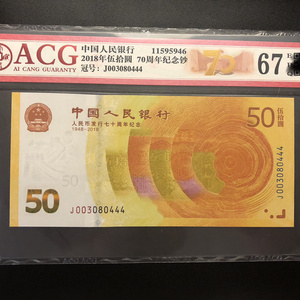 ACG
AI CANG GUARANTY
中国人民银行 11595946
2018年伍拾圆 70周年纪念钞
冠号: J003080444
70
67
中国人民银行
人民币发行七十周年纪念
1948-2018
50
伍拾圆
50
J003080444
J003080444